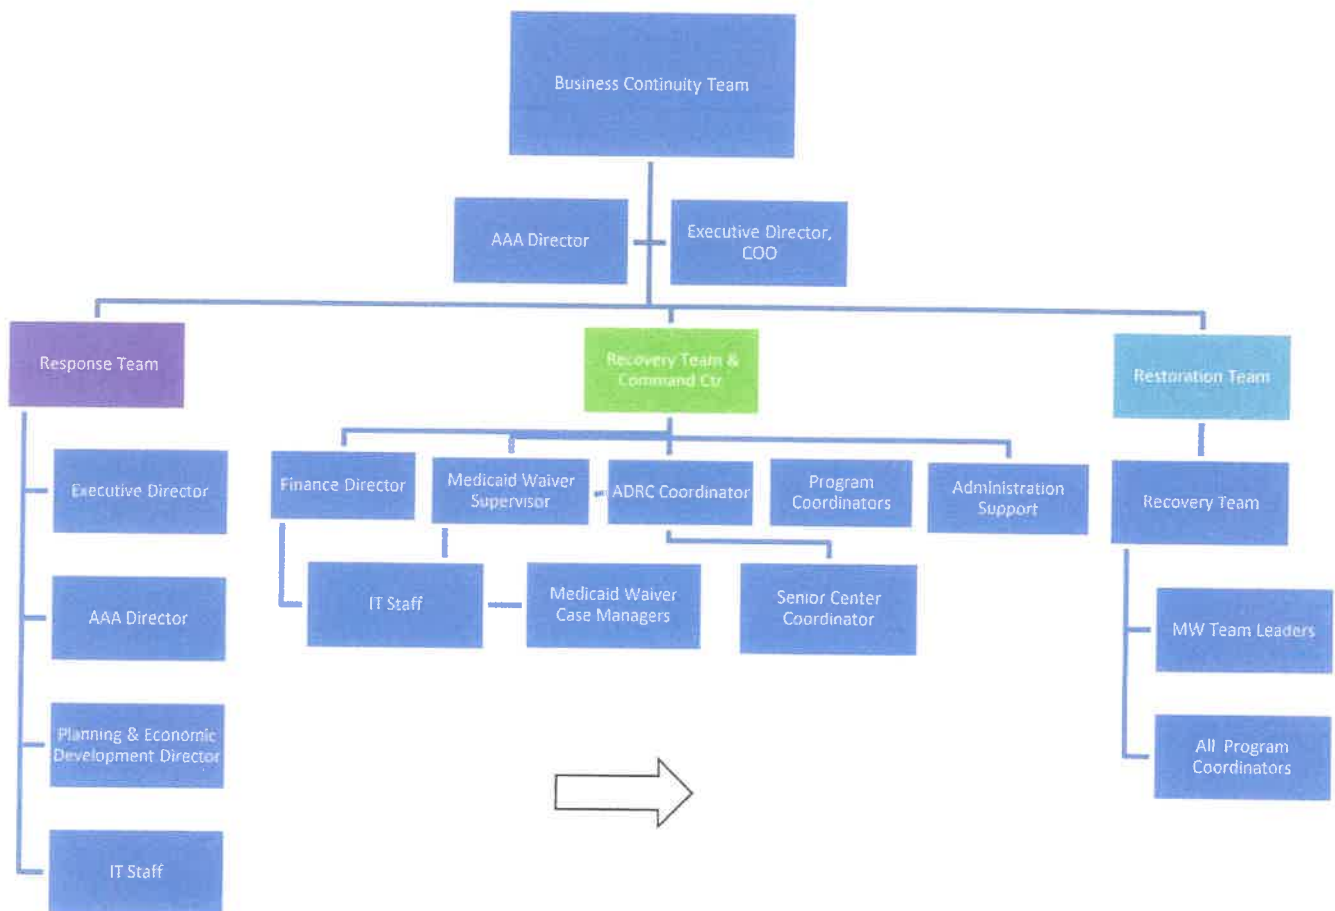 Business Continuity Team
AAA Director
Executive Director,
COO
Response Team
Recovery Team &
Command Ctr
Restoration Team
Executive Director
Finance Director
Medicaid Waiver
Supervisor
ADRC Coordinator
Program
Coordinators
Administration
Support
Recovery Team
AAA Director
IT Staff
Medicaid Waiver
Case Managers
Senior Center
Coordinator
MW Team Leaders
Planning & Economic
Development Director
All Program
Coordinators
IT Staff